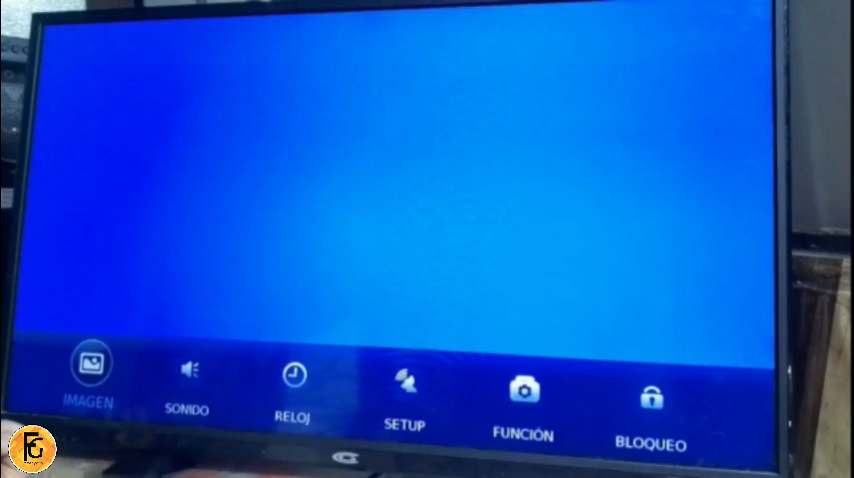 IMAGEN
SONIDO
RELOJ
SETUP
FUNCIÓN
BLOQUEO